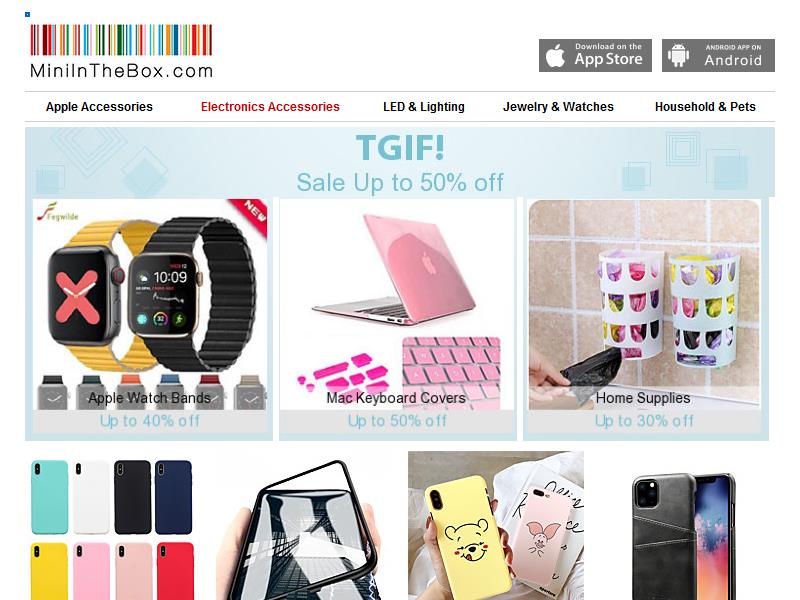 MiniInTheBox.com
Download on the
App Store
ANDROID APP ON
Android
Apple Accessories
Electronics Accessories
LED & Lighting
Jewelry & Watches
Household & Pets
TGIF!
Sale Up to 50% off
Fegwilde
NEW
10:09
Apple Watch Bands
Up to 40% off
Mac Keyboard Covers
Up to 50% off
Home Supplies
Up to 30% off